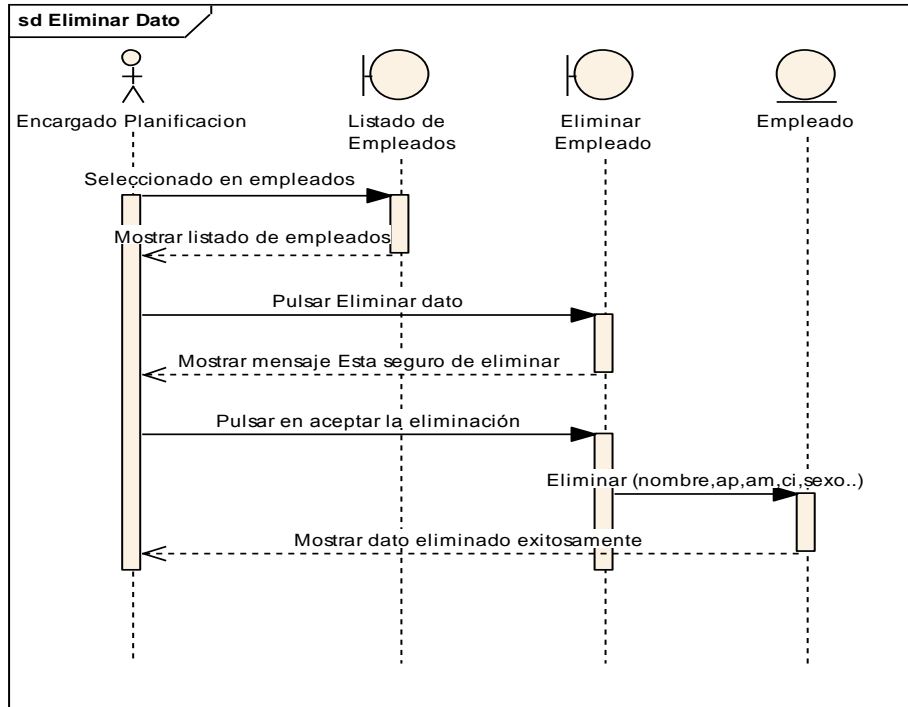 sd Eliminar Dato
Encargado Planificacion
Listado de
Empleados
Eliminar
Empleado
Empleado
Seleccionado en empleados
Mostrar listado de empleados
Pulsar Eliminar dato
Mostrar mensaje Esta seguro de eliminar
Pulsar en aceptar la eliminación
Eliminar (nombre,ap,am,ci,sexo..)
Mostrar dato eliminado exitosamente